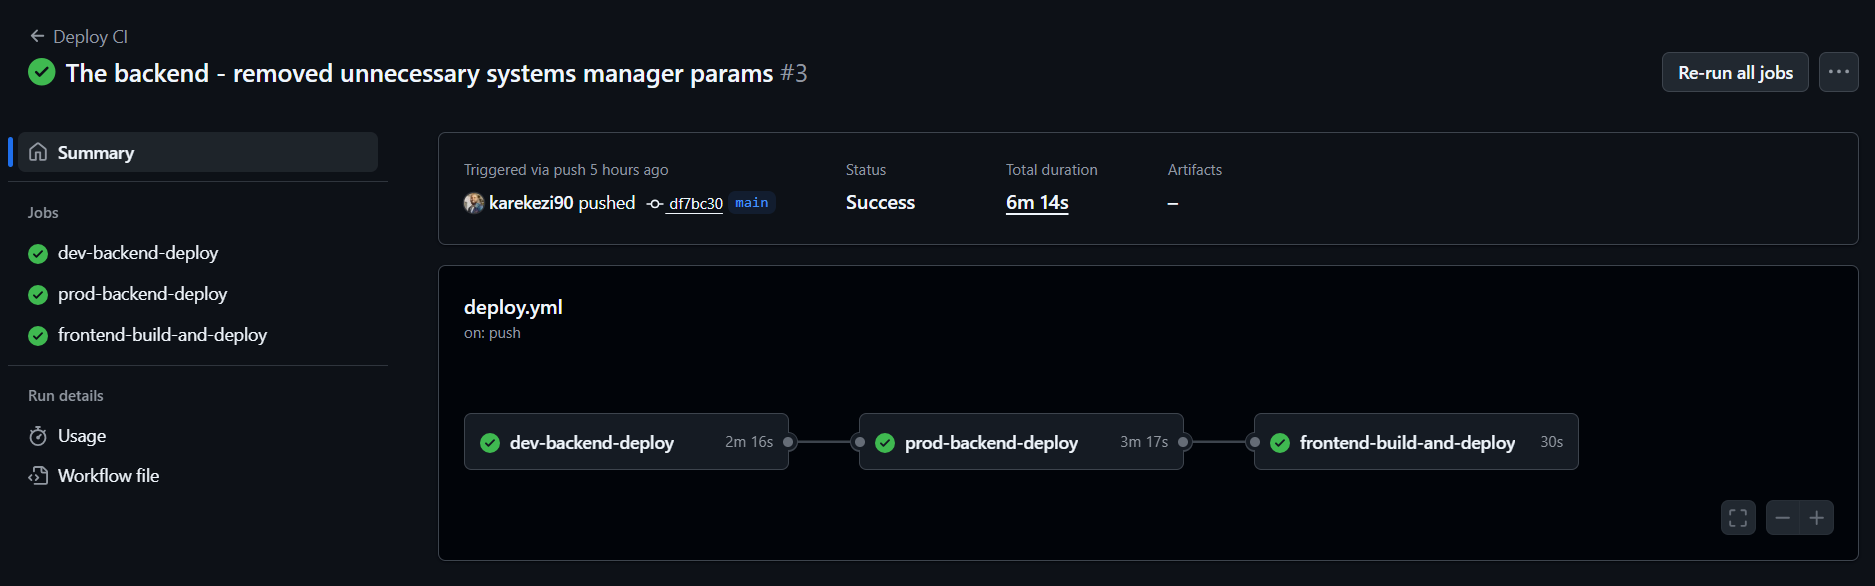 Deploy CI
The backend - removed unnecessary systems manager params #3
Re-run all jobs
Summary
Jobs
dev-backend-deploy
prod-backend-deploy
frontend-build-and-deploy
Run details
Usage
Workflow file
Triggered via push 5 hours ago
karekezi90 pushed df7bc30 main
Status
Success
Total duration
6m 14s
Artifacts
–
deploy.yml
on: push
dev-backend-deploy 2m 16s
prod-backend-deploy 3m 17s
frontend-build-and-deploy 30s